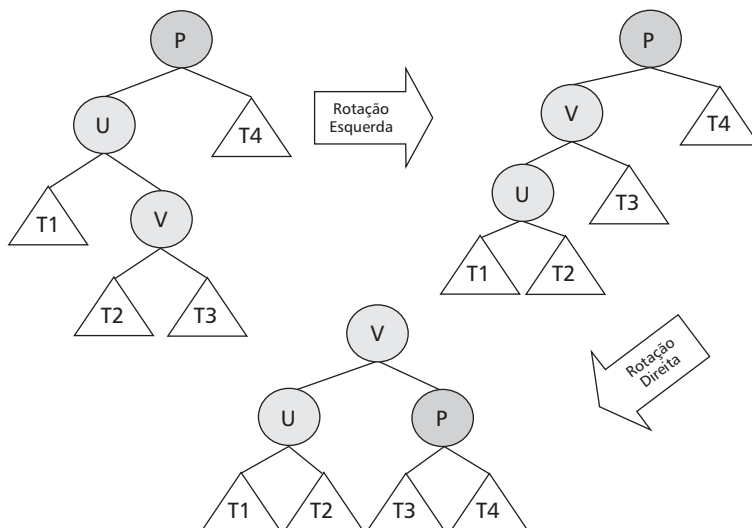 P
P
U
T4
Rotação
Esquerda
V
T4
T1
V
U
T3
T2
T3
T1
T2
V
Rotação
Direita
U
P
T1
T2
T3
T4